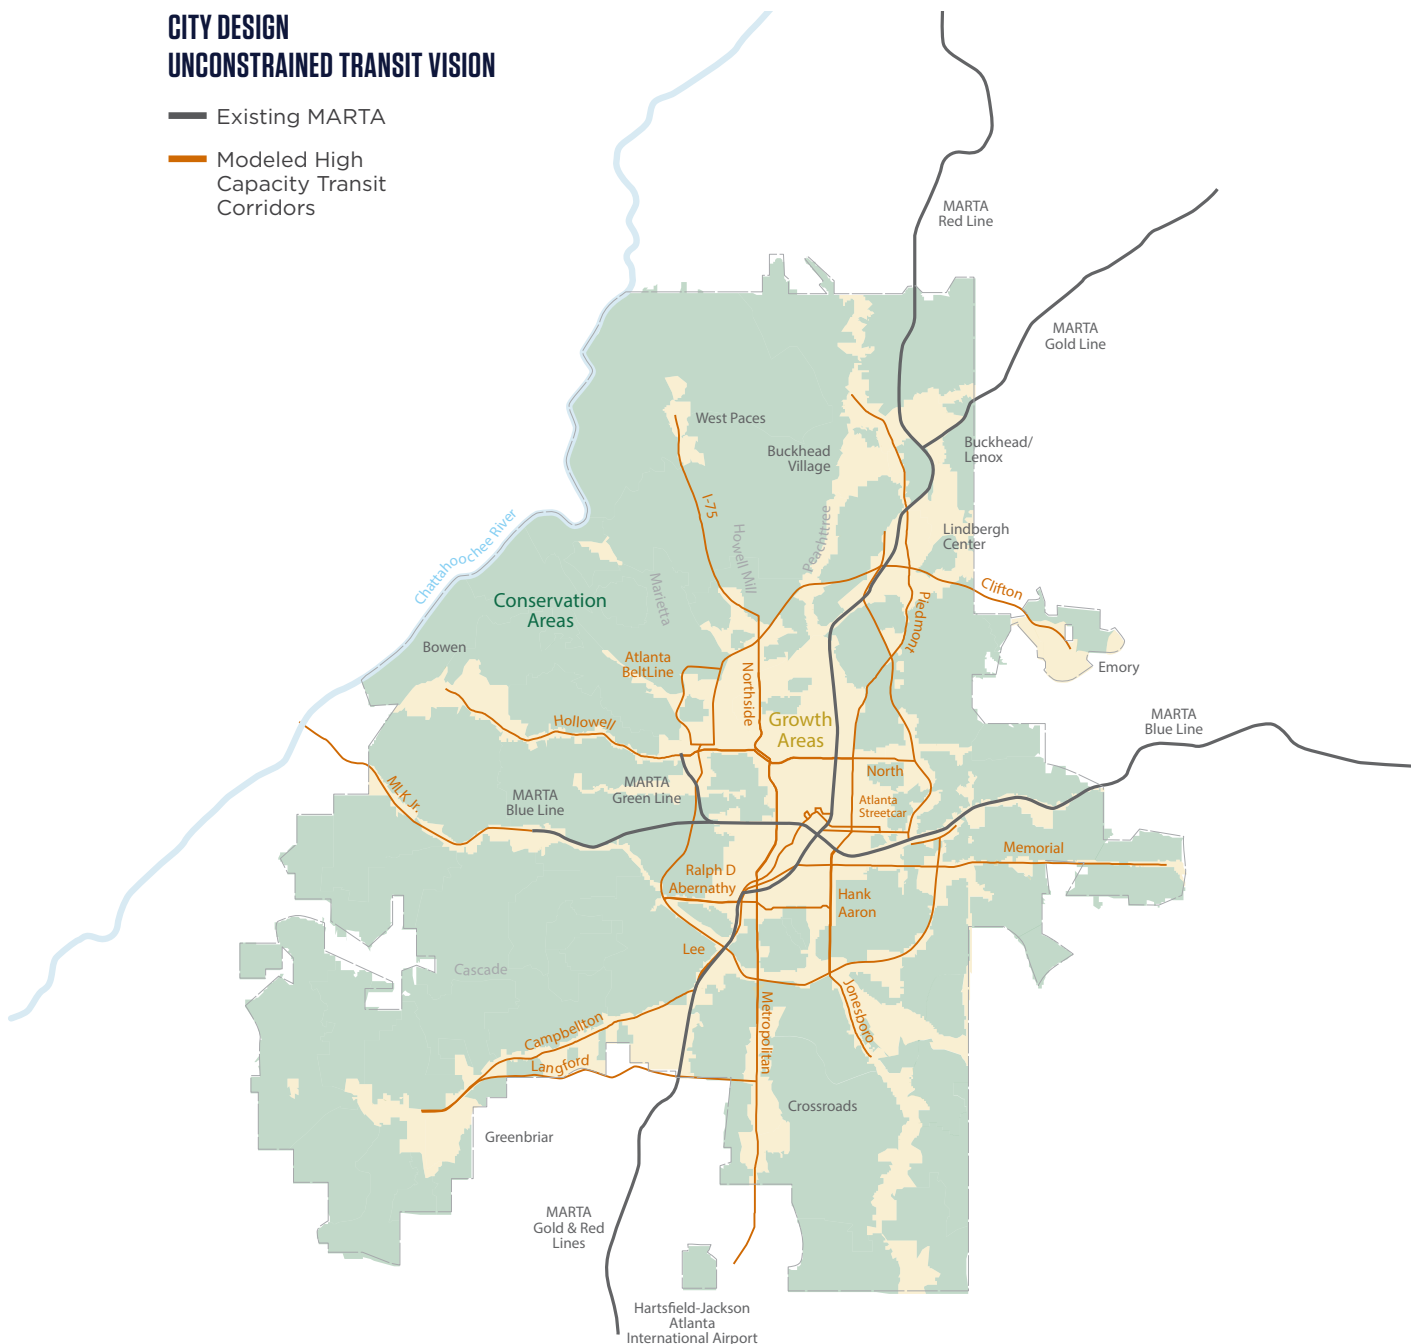 CITY DESIGN
UNCONSTRAINED TRANSIT VISION
Existing MARTA
Modeled High
Capacity Transit
Corridors
MARTA
Red Line
MARTA
Gold Line
West Paces
Buckhead
Village
Buckhead/
Lenox
I-75
Howell Mill
Peachttree
Lindbergh
Center
Chattahoochee River
Marietta
Conservation
Areas
Clifton
Piedmont
Bowen
Atlanta
BeltLine
Emory
Northside
Hollowell
Growth
Areas
MARTA
Blue Line
MLK Jr.
MARTA
Blue Line
MARTA
Green Line
North
Atlanta
Streetcar
Memorial
Ralph D
Abernathy
Hank
Aaron
Lee
Cascade
Jonesboro
Metropolitan
Campbellton
Langford
Crossroads
Greenbriar
MARTA
Gold & Red
Lines
Hartsfield-Jackson
Atlanta
International Airport